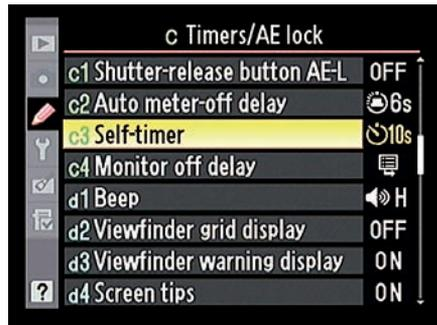 c Timers/AE lock
c1 Shutter-release button AE-L OFF
c2 Auto meter-off delay 6s
c3 Self-timer 10s
c4 Monitor off delay
d1 Beep H
d2 Viewfinder grid display OFF
d3 Viewfinder warning display ON
d4 Screen tips ON
?